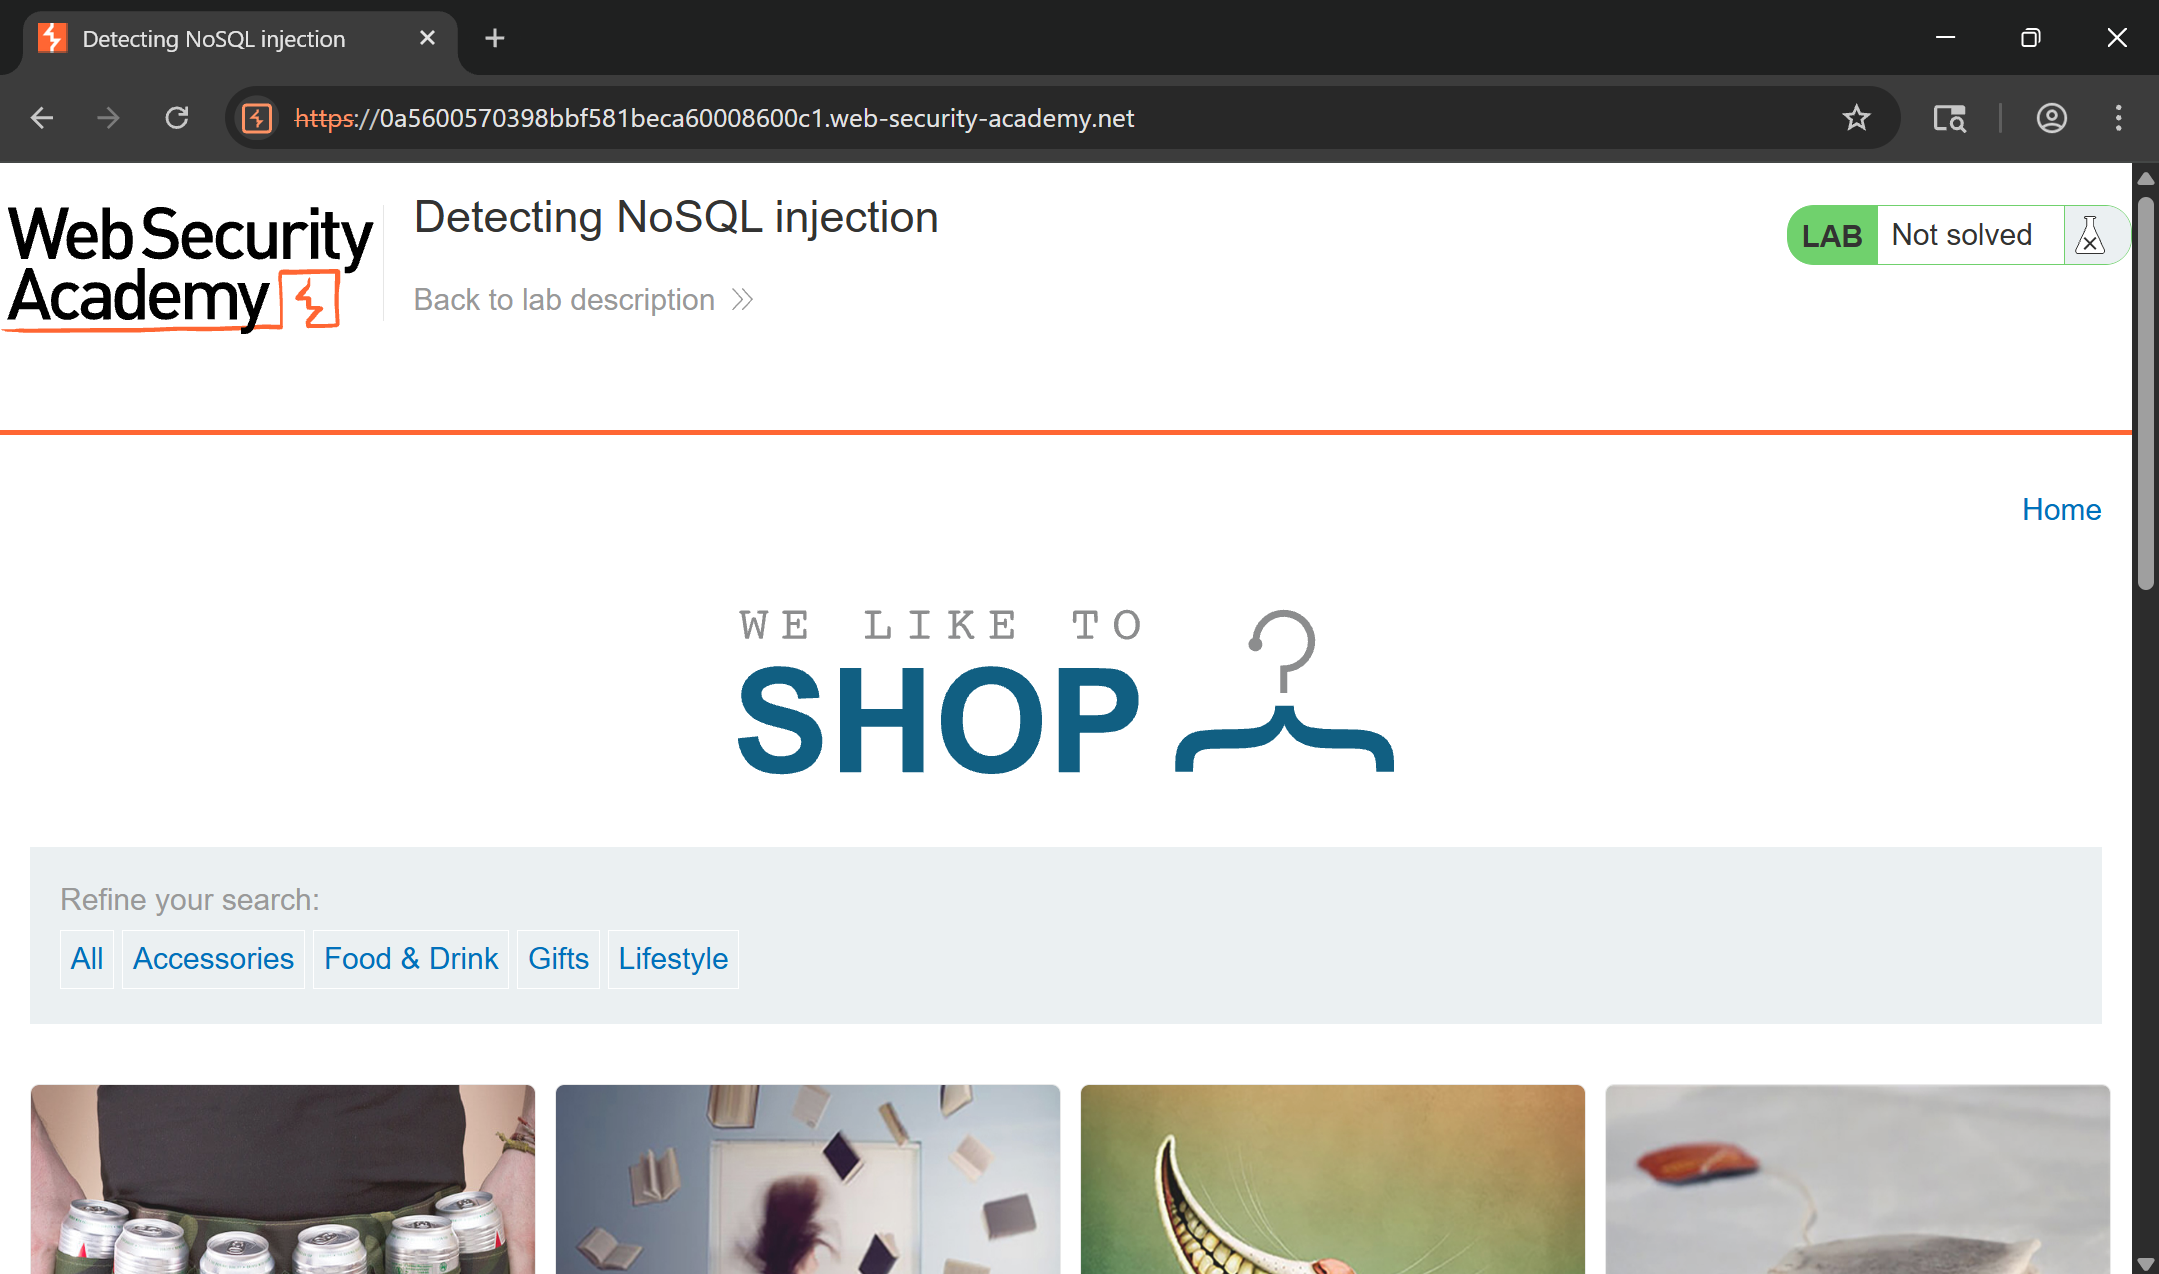 Detecting NoSQL injection
https://0a5600570398bbf581beca60008600c1.web-security-academy.net
Web Security
Academy
Detecting NoSQL injection
Back to lab description
LAB Not solved
Home
WE LIKE TO
SHOP
Refine your search:
All Accessories Food & Drink Gifts Lifestyle